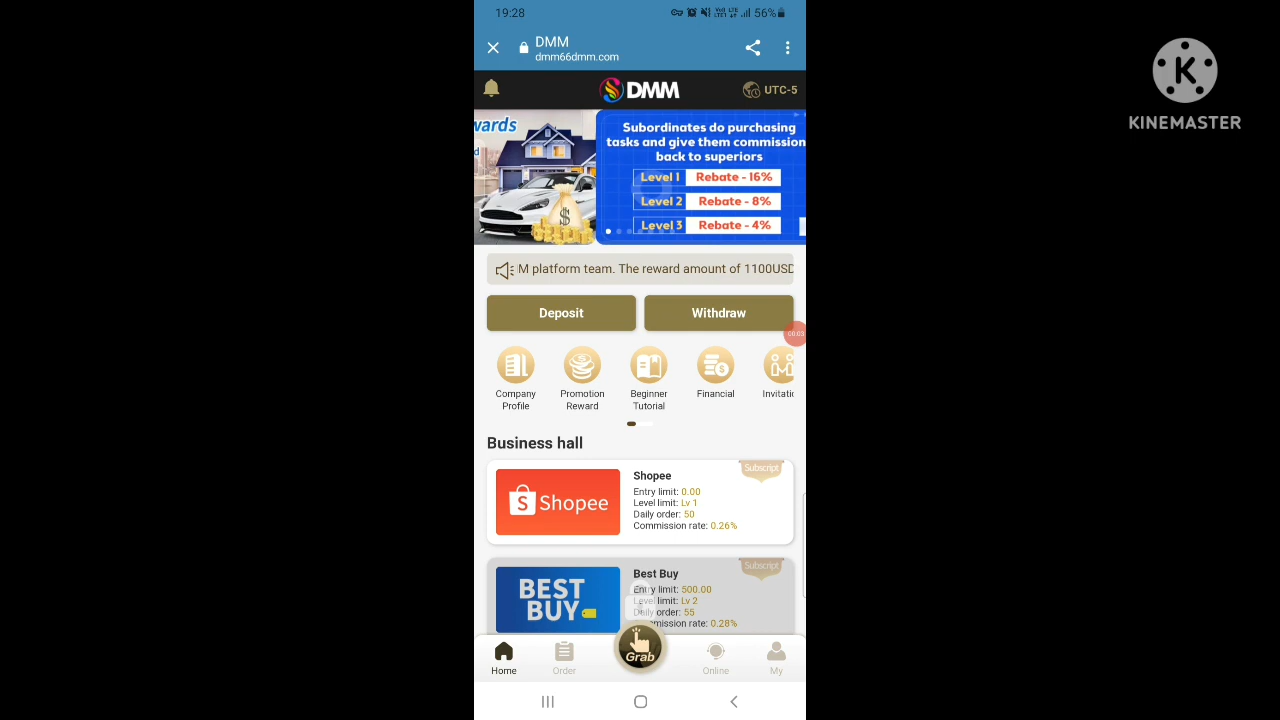 19:28
56%
DMM
dmm66dmm.com
DMM
UTC-5
wards
d
Subordinates do purchasing
tasks and give them commission
back to superiors
Level 1 Rebate - 16%
Level 2 Rebate - 8%
Level 3 Rebate - 4%
M platform team. The reward amount of 1100USD
Deposit
Withdraw
00:03
Company
Profile
Promotion
Reward
Beginner
Tutorial
Financial
Invitatic
Business hall
Shopee
Shopee
Subscript
Entry limit: 0.00
Level limit: Lv 1
Daily order: 50
Commission rate: 0.26%
BEST
BUY
Best Buy
Subscript
Entry limit: 500.00
Level limit: Lv 2
Daily order: 55
mission rate: 0.28%
Grab
Home
Order
Online
My
K
KINEMASTER